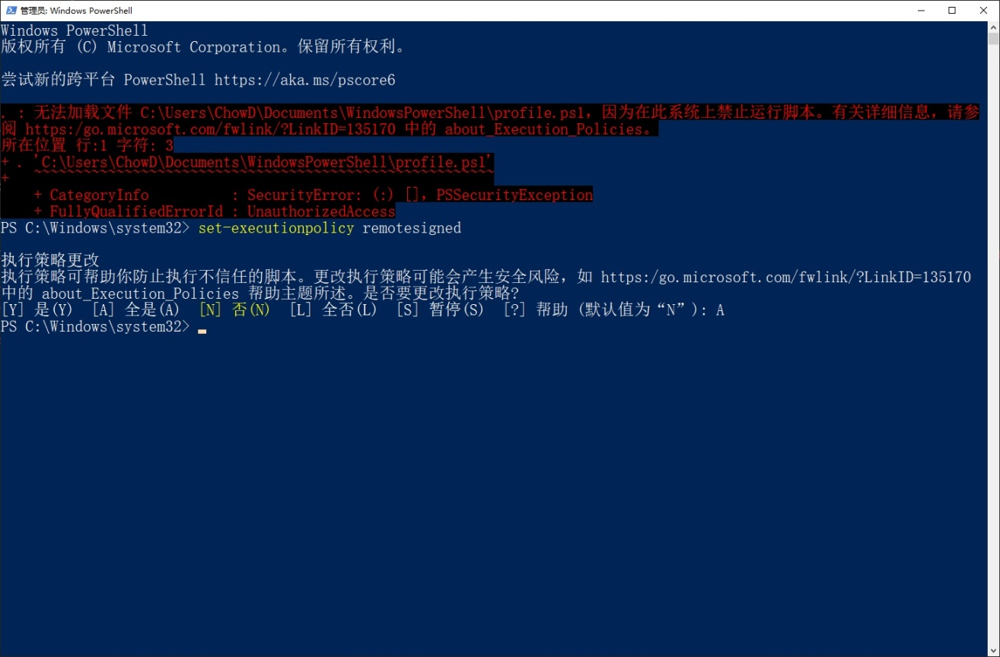 管理员: Windows PowerShell
Windows PowerShell
版权所有 (C) Microsoft Corporation。保留所有权利。
尝试新的跨平台 PowerShell https://aka.ms/pscore6
. : 无法加载文件 C:\Users\ChowD\Documents\WindowsPowerShell\profile.ps1，因为在此系统上禁止运行脚本。有关详细信息，请参
阅 https:/go.microsoft.com/fwlink/?LinkID=135170 中的 about_Execution_Policies。
所在位置 行:1 字符: 3
+ . 'C:\Users\ChowD\Documents\WindowsPowerShell\profile.ps1'
+   ~~~~~~~~~~~~~~~~~~~~~~~~~~~~~~~~~~~~~~~~~~~~~~~~~~~~~~~~
    + CategoryInfo          : SecurityError: (:) []，PSSecurityException
    + FullyQualifiedErrorId : UnauthorizedAccess
PS C:\Windows\system32> set-executionpolicy remotesigned
执行策略更改
执行策略可帮助你防止执行不信任的脚本。更改执行策略可能会产生安全风险，如 https:/go.microsoft.com/fwlink/?LinkID=135170
中的 about_Execution_Policies 帮助主题所述。是否要更改执行策略?
[Y] 是(Y)  [A] 全是(A)  [N] 否(N)  [L] 全否(L)  [S] 暂停(S)  [?] 帮助 (默认值为“N”): A
PS C:\Windows\system32>